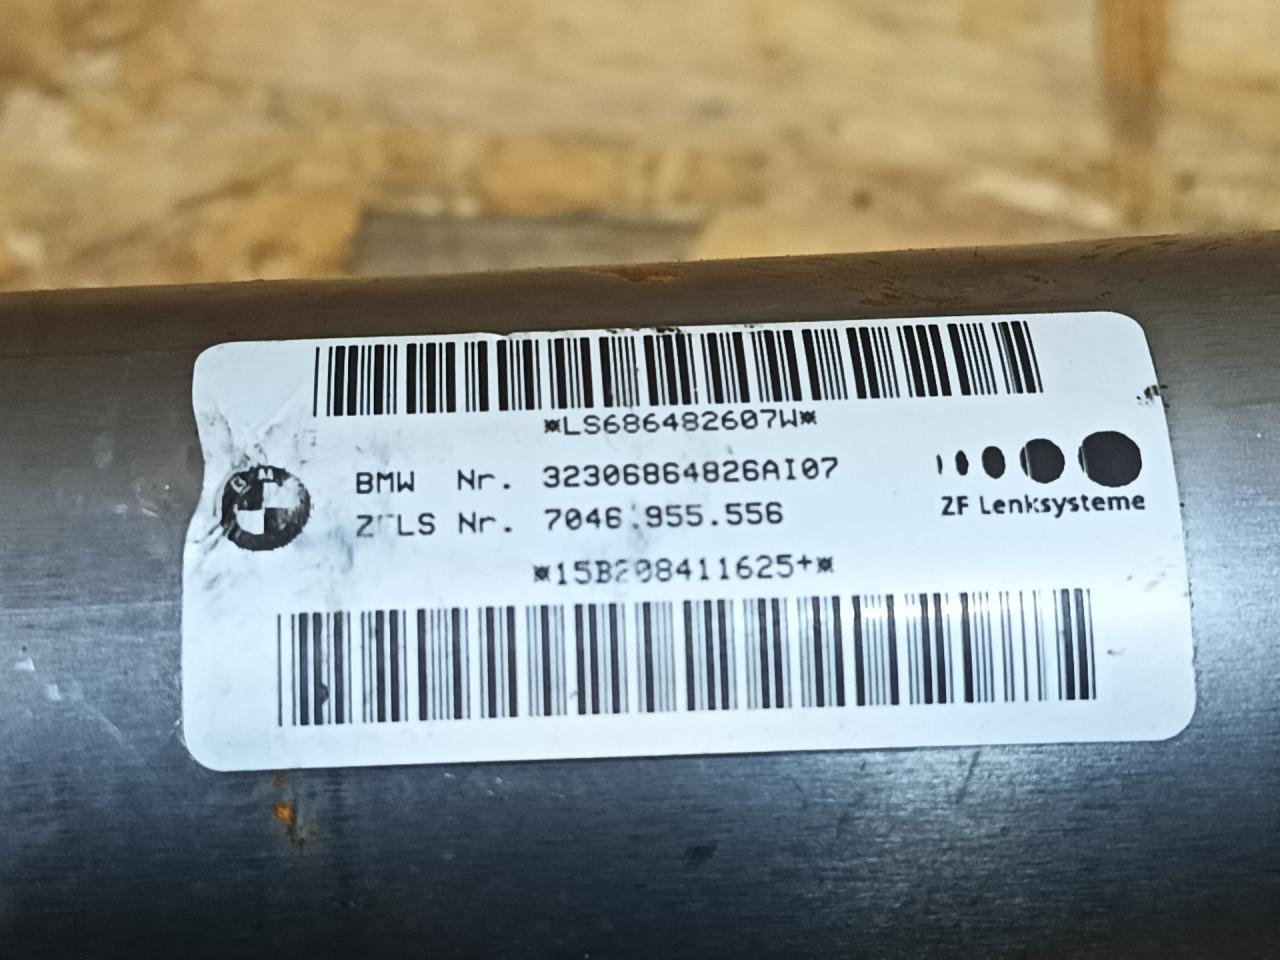 *LS686482607W*
BMW Nr. 32306864826AI07
ZFLS Nr. 7046.955.556
ZF Lenksysteme
*15B208411625+*